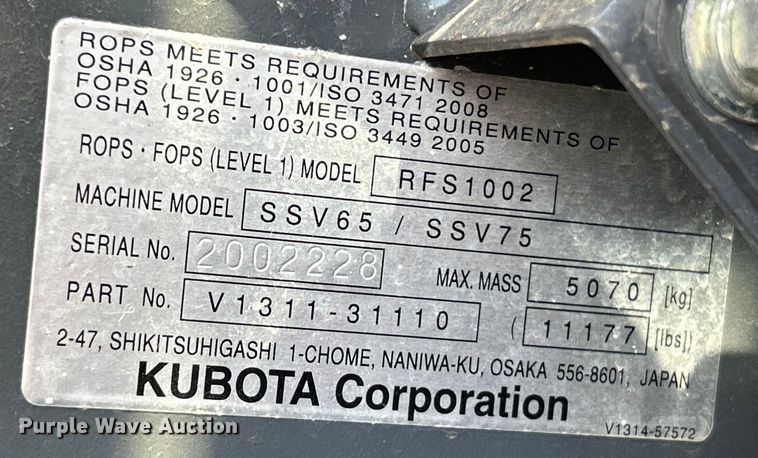 ROPS MEETS REQUIREMENTS OF
OSHA 1926 · 1001/ISO 3471 2008
FOPS (LEVEL 1) MEETS REQUIREMENTS OF
OSHA 1926 · 1003/ISO 3449 2005
ROPS · FOPS (LEVEL 1) MODEL RFS1002
MACHINE MODEL SSV65 / SSV75
SERIAL No. 2002228 MAX. MASS 5070 [kg]
PART No. V1311-31110 (11177 [lbs])
2-47, SHIKITSUHIGASHI 1-CHOME, NANIWA-KU, OSAKA 556-8601, JAPAN
KUBOTA Corporation
V1314-57572
Purple Wave Auction